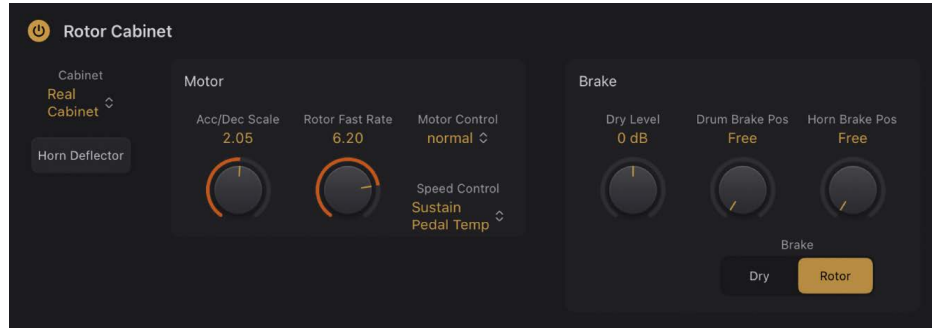 Rotor Cabinet
Cabinet
Real
Cabinet
Horn Deflector
Motor
Acc/Dec Scale
2.05
Rotor Fast Rate
6.20
Motor Control
normal
Speed Control
Sustain
Pedal Temp
Brake
Dry Level
0 dB
Drum Brake Pos
Free
Horn Brake Pos
Free
Brake
Dry
Rotor